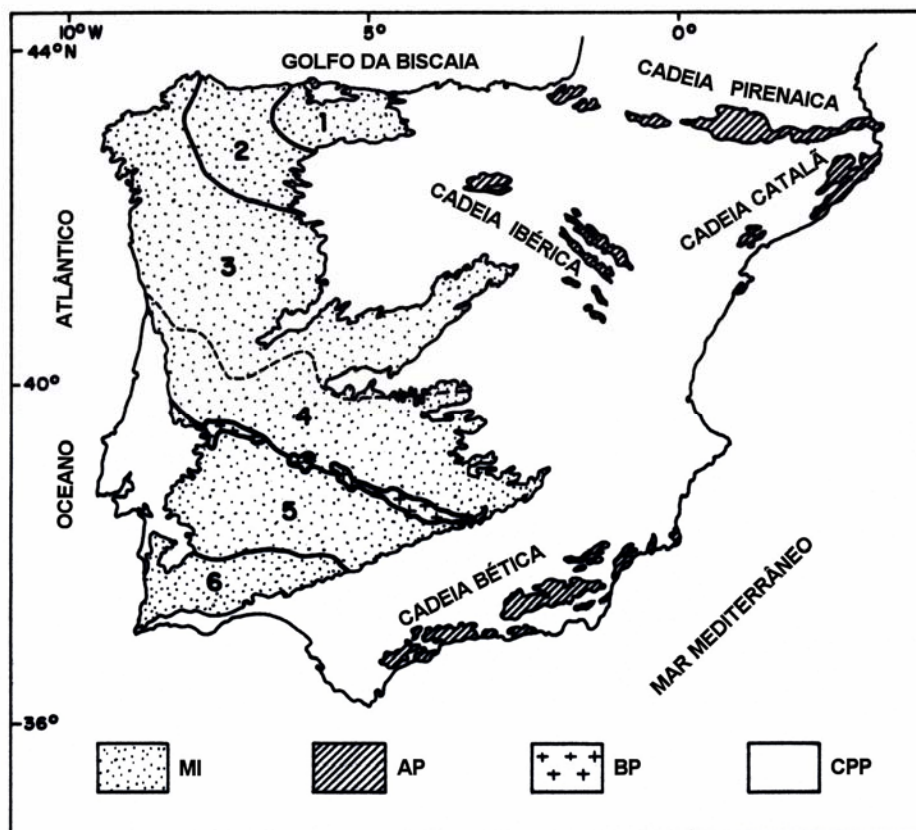 10°W
5°
0°
44°N
GOLFO DA BISCAIA
CADEIA PIRENAICA
CADEIA CATALÃ
CADEIA IBÉRICA
1
2
3
ATLÂNTICO
40°
4
OCEANO
5
6
CADEIA BÉTICA
MAR MEDITERRÂNEO
36°
MI
AP
BP
CPP